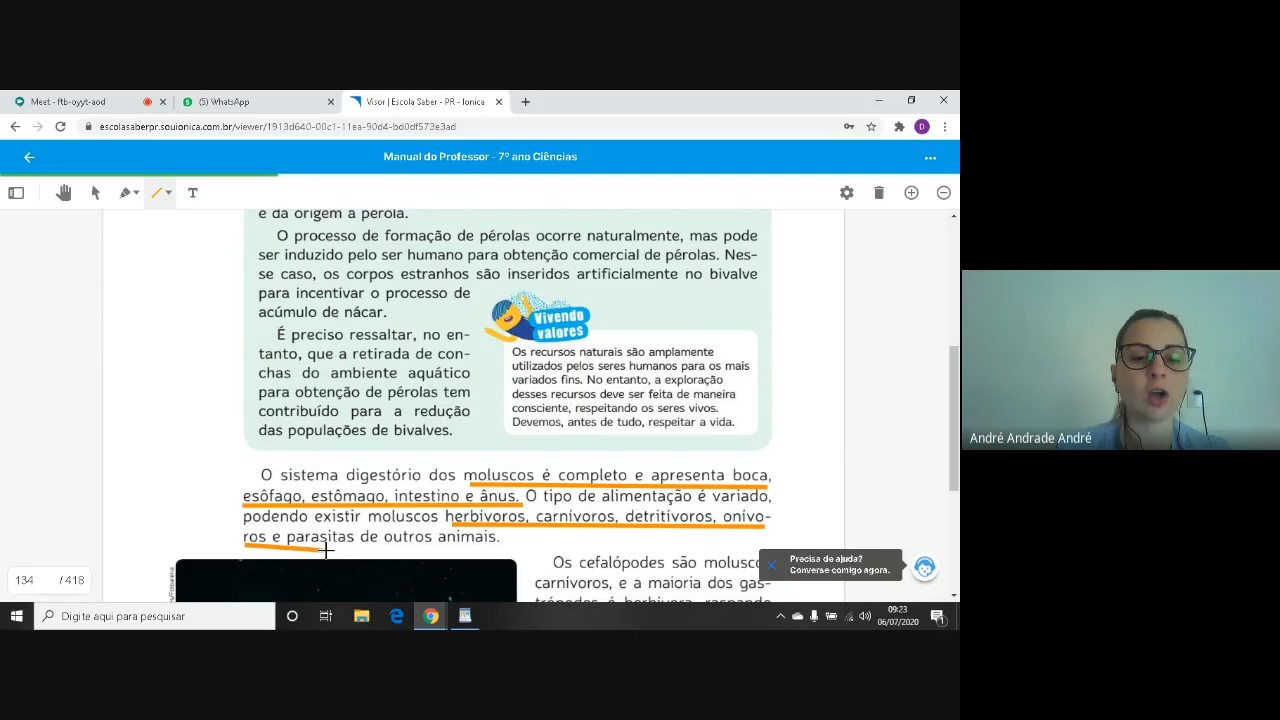 Meet - ftb-oyyt-aod
(5) WhatsApp
Visor | Escola Saber - PR - Ionica
escolasaberpr.souionica.com.br/viewer/1913d640-00c1-11ea-90d4-bd0df573e3ad
D
Manual do Professor - 7º ano Ciências
T
e dá origem à pérola.
O processo de formação de pérolas ocorre naturalmente, mas pode
ser induzido pelo ser humano para obtenção comercial de pérolas. Nes-
se caso, os corpos estranhos são inseridos artificialmente no bivalve
para incentivar o processo de
acúmulo de nácar.
É preciso ressaltar, no en-
tanto, que a retirada de con-
chas do ambiente aquático
para obtenção de pérolas tem
contribuído para a redução
das populações de bivalves.
Vivendo
valores
Os recursos naturais são amplamente
utilizados pelos seres humanos para os mais
variados fins. No entanto, a exploração
desses recursos deve ser feita de maneira
consciente, respeitando os seres vivos.
Devemos, antes de tudo, respeitar a vida.
O sistema digestório dos moluscos é completo e apresenta boca,
esôfago, estômago, intestino e ânus. O tipo de alimentação é variado,
podendo existir moluscos herbívoros, carnívoros, detritívoros, onívo-
ros e parasitas de outros animais.
Os cefalópodes são molusc
carnívoros, e a maioria dos gas-
trópodes é herbívora, raspando
Precisa de ajuda?
Converse comigo agora.
134 / 418
Digite aqui para pesquisar
09:23
06/07/2020
1
André Andrade André